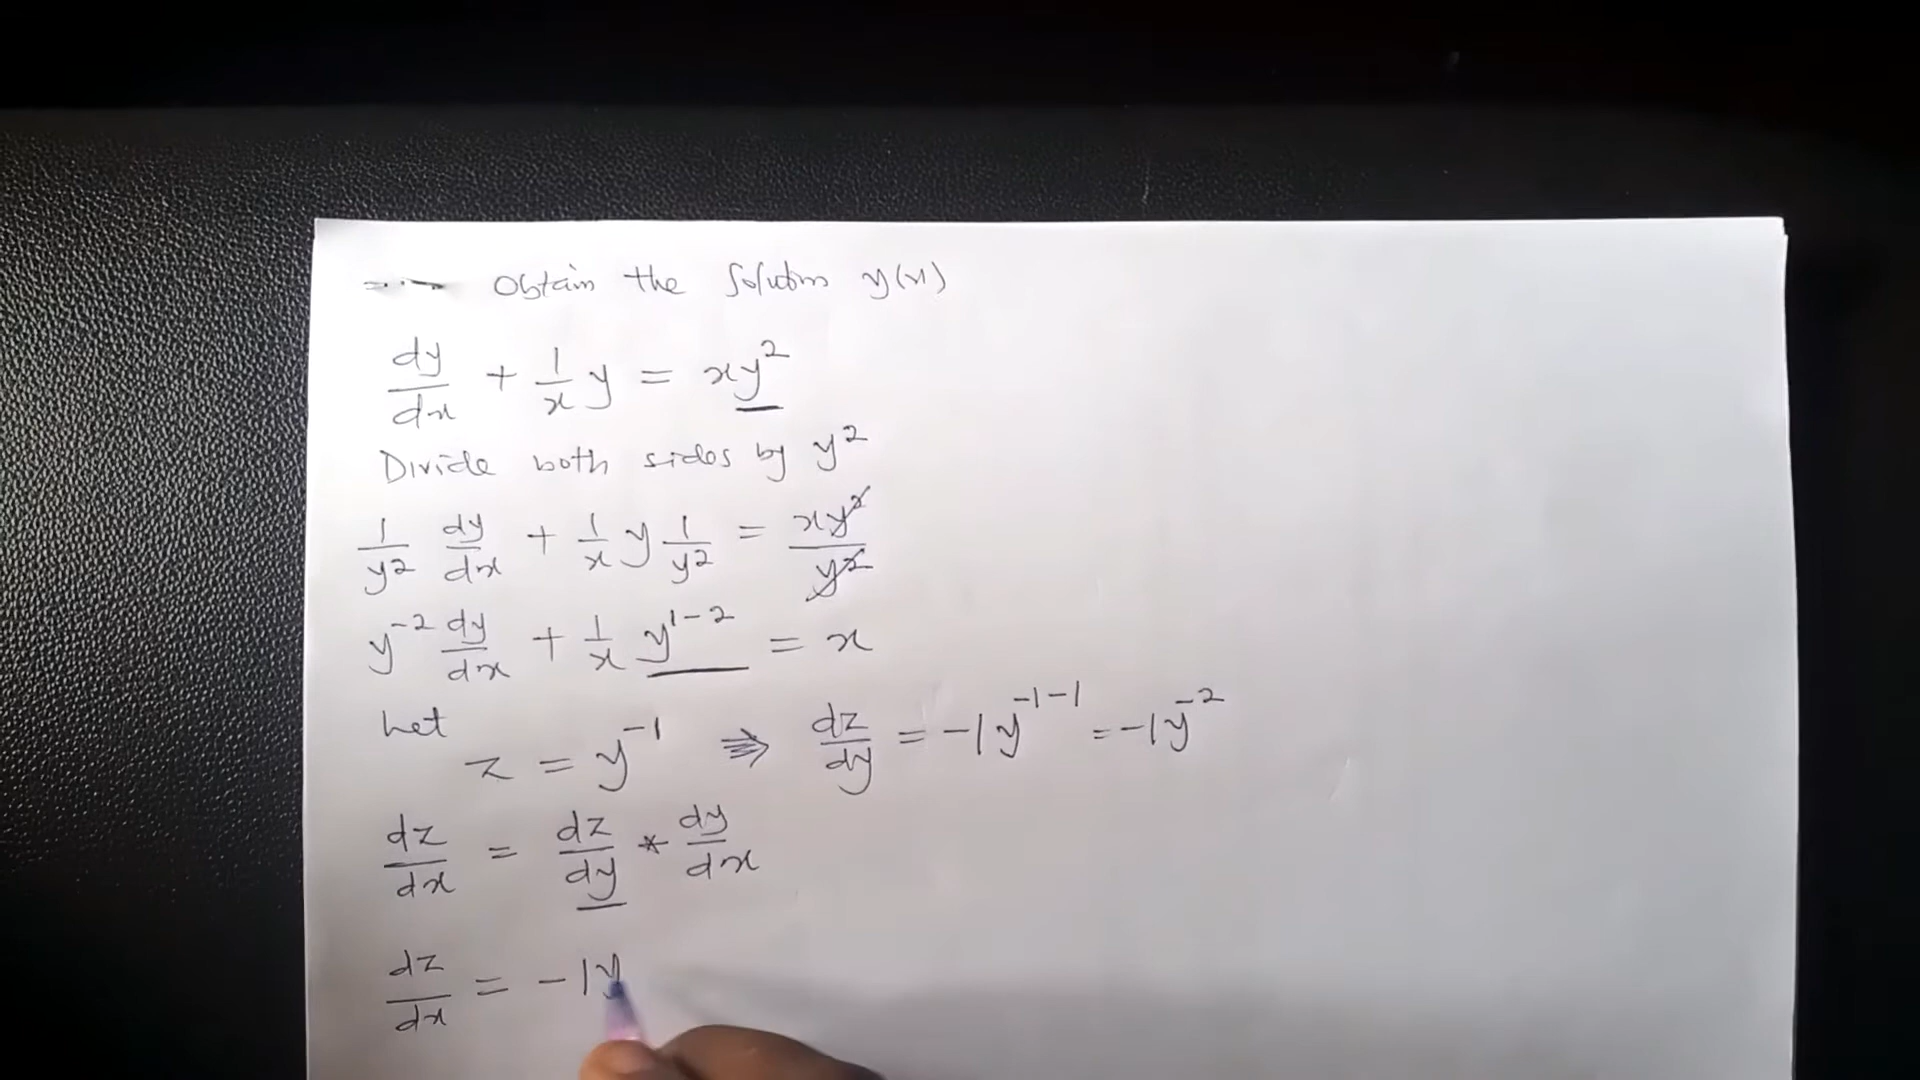 Obtain the Solution y(x)
dy/dx + 1/x y = xy²
Divide both sides by y²
1/y² dy/dx + 1/x y 1/y² = xy²/y²
y⁻² dy/dx + 1/x y¹⁻² = x
Let
z = y⁻¹ ⇒ dz/dy = -1y⁻¹⁻¹ = -1y⁻²
dz/dx = dz/dy * dy/dx
dz/dx = -1y